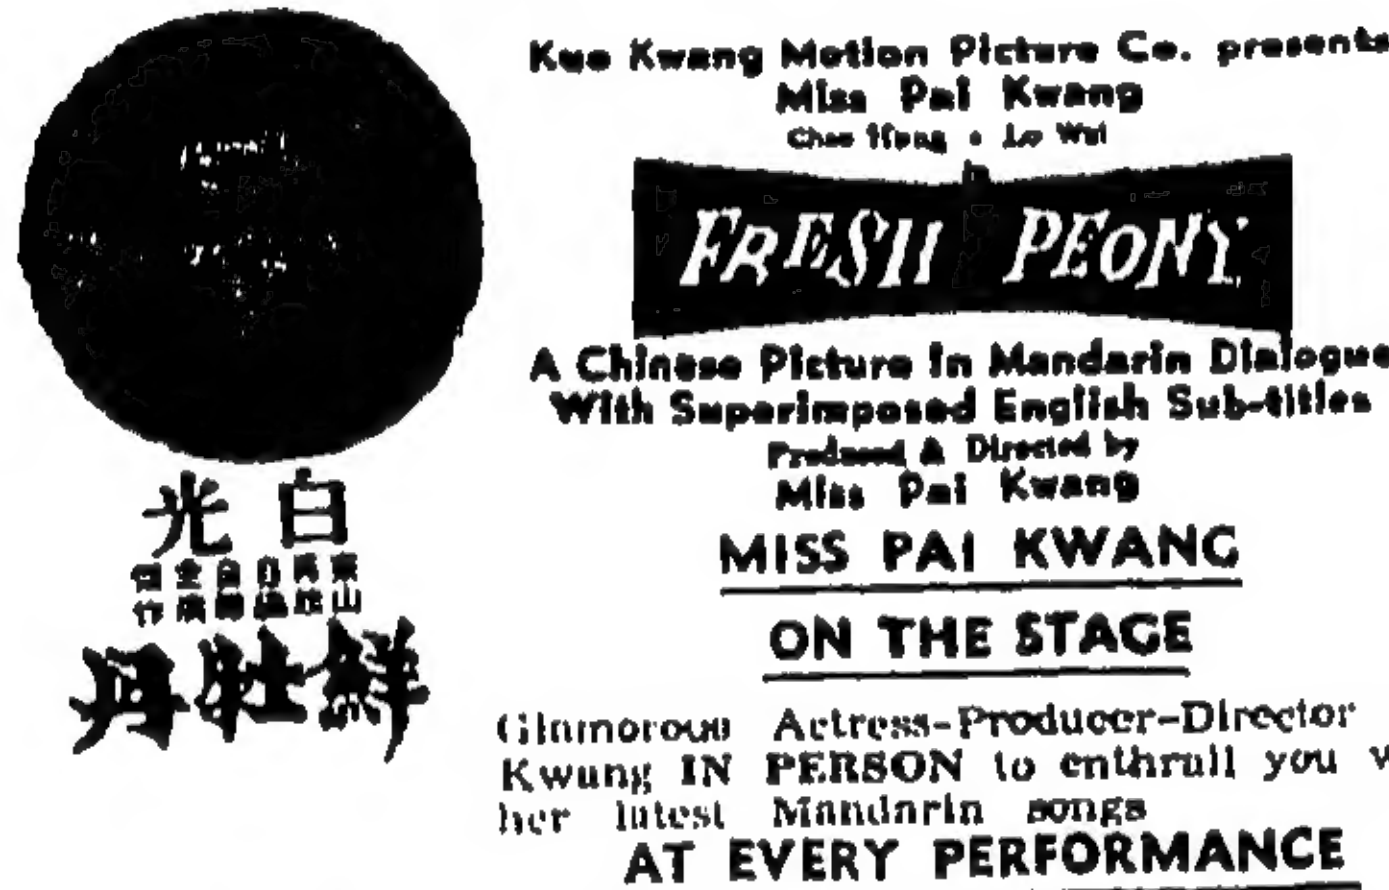 白光
鮮牡丹
Kuo Kwang Motion Picture Co. presents
Miss Pai Kwang
Lo Wei
FRESH PEONY
A Chinese Picture in Mandarin Dialogue
With Superimposed English Sub-titles
Produced & Directed by
Miss Pai Kwang
MISS PAI KWANG
ON THE STAGE
Glamorous Actress-Producer-Director
Kwang IN PERSON to enthrall you
her latest Mandarin songs
AT EVERY PERFORMANCE